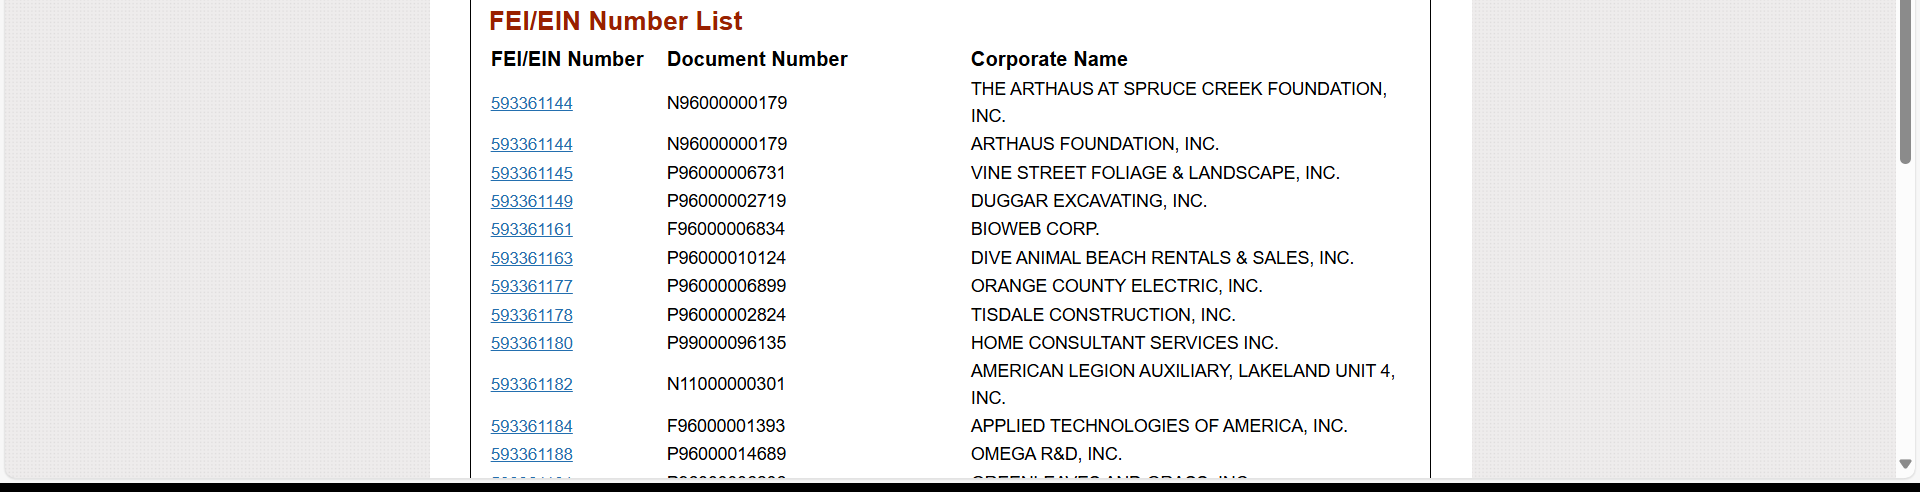 FEI/EIN Number List
FEI/EIN Number Document Number Corporate Name
593361144 N96000000179 THE ARTHAUS AT SPRUCE CREEK FOUNDATION,
INC.
593361144 N96000000179 ARTHAUS FOUNDATION, INC.
593361145 P96000006731 VINE STREET FOLIAGE & LANDSCAPE, INC.
593361149 P96000002719 DUGGAR EXCAVATING, INC.
593361161 F96000006834 BIOWEB CORP.
593361163 P96000010124 DIVE ANIMAL BEACH RENTALS & SALES, INC.
593361177 P96000006899 ORANGE COUNTY ELECTRIC, INC.
593361178 P96000002824 TISDALE CONSTRUCTION, INC.
593361180 P99000096135 HOME CONSULTANT SERVICES INC.
593361182 N11000000301 AMERICAN LEGION AUXILIARY, LAKELAND UNIT 4,
INC.
593361184 F96000001393 APPLIED TECHNOLOGIES OF AMERICA, INC.
593361188 P96000014689 OMEGA R&D, INC.